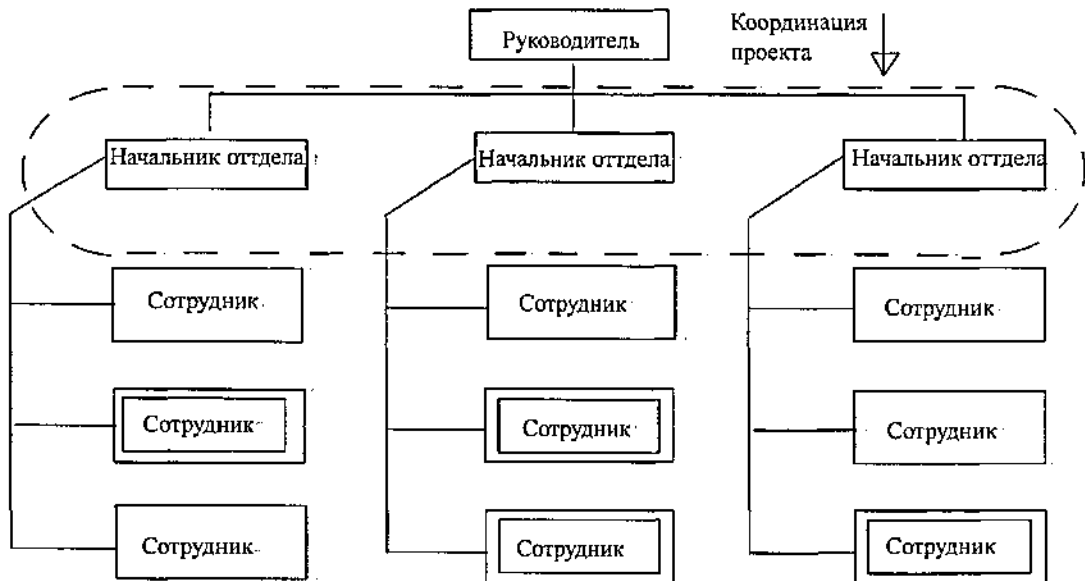 Руководитель
Координация
проекта
Начальник оттдела
Начальник оттдела
Начальник оттдела
Сотрудник
Сотрудник
Сотрудник
Сотрудник
Сотрудник
Сотрудник
Сотрудник
Сотрудник
Сотрудник